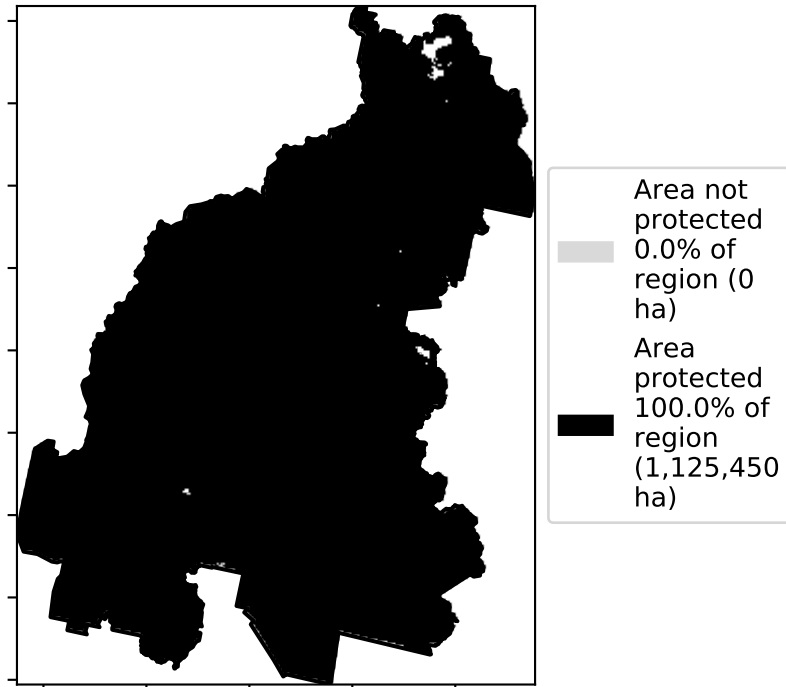 Area not
protected
0.0% of
region (0
ha)
Area
protected
100.0% of
region
(1,125,450
ha)